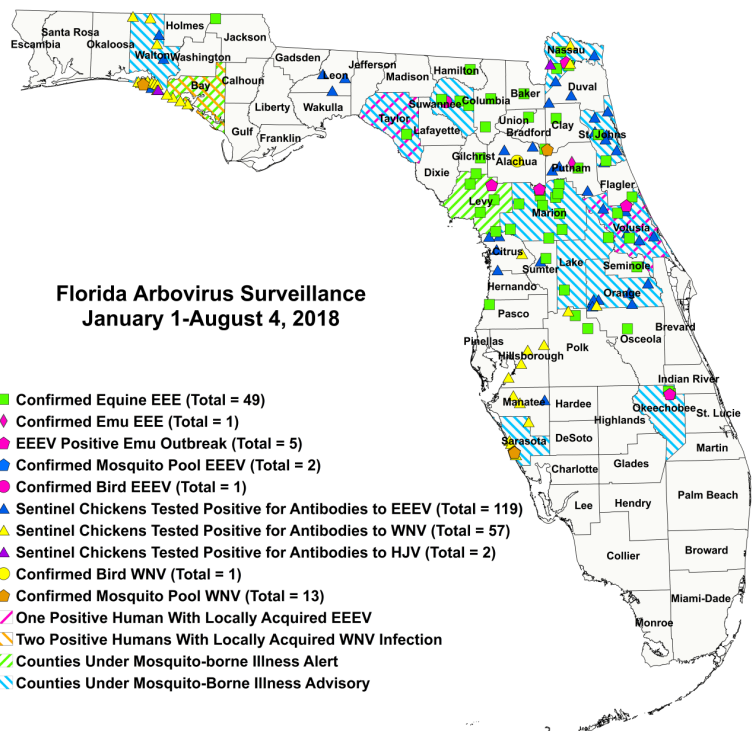 Santa Rosa
Escambia
Okaloosa
Holmes
Walton
Washington
Jackson
Bay
Calhoun
Gulf
Liberty
Gadsden
Franklin
Leon
Wakulla
Jefferson
Madison
Taylor
Hamilton
Suwannee
Lafayette
Columbia
Dixie
Gilchrist
Baker
Union
Bradford
Nassau
Duval
Clay
St. Johns
Alachua
Putnam
Flagler
Levy
Marion
Volusia
Citrus
Sumter
Lake
Seminole
Hernando
Orange
Pasco
Brevard
Osceola
Pinellas
Hillsborough
Polk
Indian River
Manatee
Hardee
Highlands
Okeechobee
St. Lucie
Sarasota
DeSoto
Martin
Charlotte
Glades
Lee
Hendry
Palm Beach
Collier
Broward
Miami-Dade
Monroe
Florida Arbovirus Surveillance
January 1-August 4, 2018
Confirmed Equine EEE (Total = 49)
Confirmed Emu EEE (Total = 1)
EEEV Positive Emu Outbreak (Total = 5)
Confirmed Mosquito Pool EEEV (Total = 2)
Confirmed Bird EEEV (Total = 1)
Sentinel Chickens Tested Positive for Antibodies to EEEV (Total = 119)
Sentinel Chickens Tested Positive for Antibodies to WNV (Total = 57)
Sentinel Chickens Tested Positive for Antibodies to HJV (Total = 2)
Confirmed Bird WNV (Total = 1)
Confirmed Mosquito Pool WNV (Total = 13)
One Positive Human With Locally Acquired EEEV
Two Positive Humans With Locally Acquired WNV Infection
Counties Under Mosquito-borne Illness Alert
Counties Under Mosquito-Borne Illness Advisory